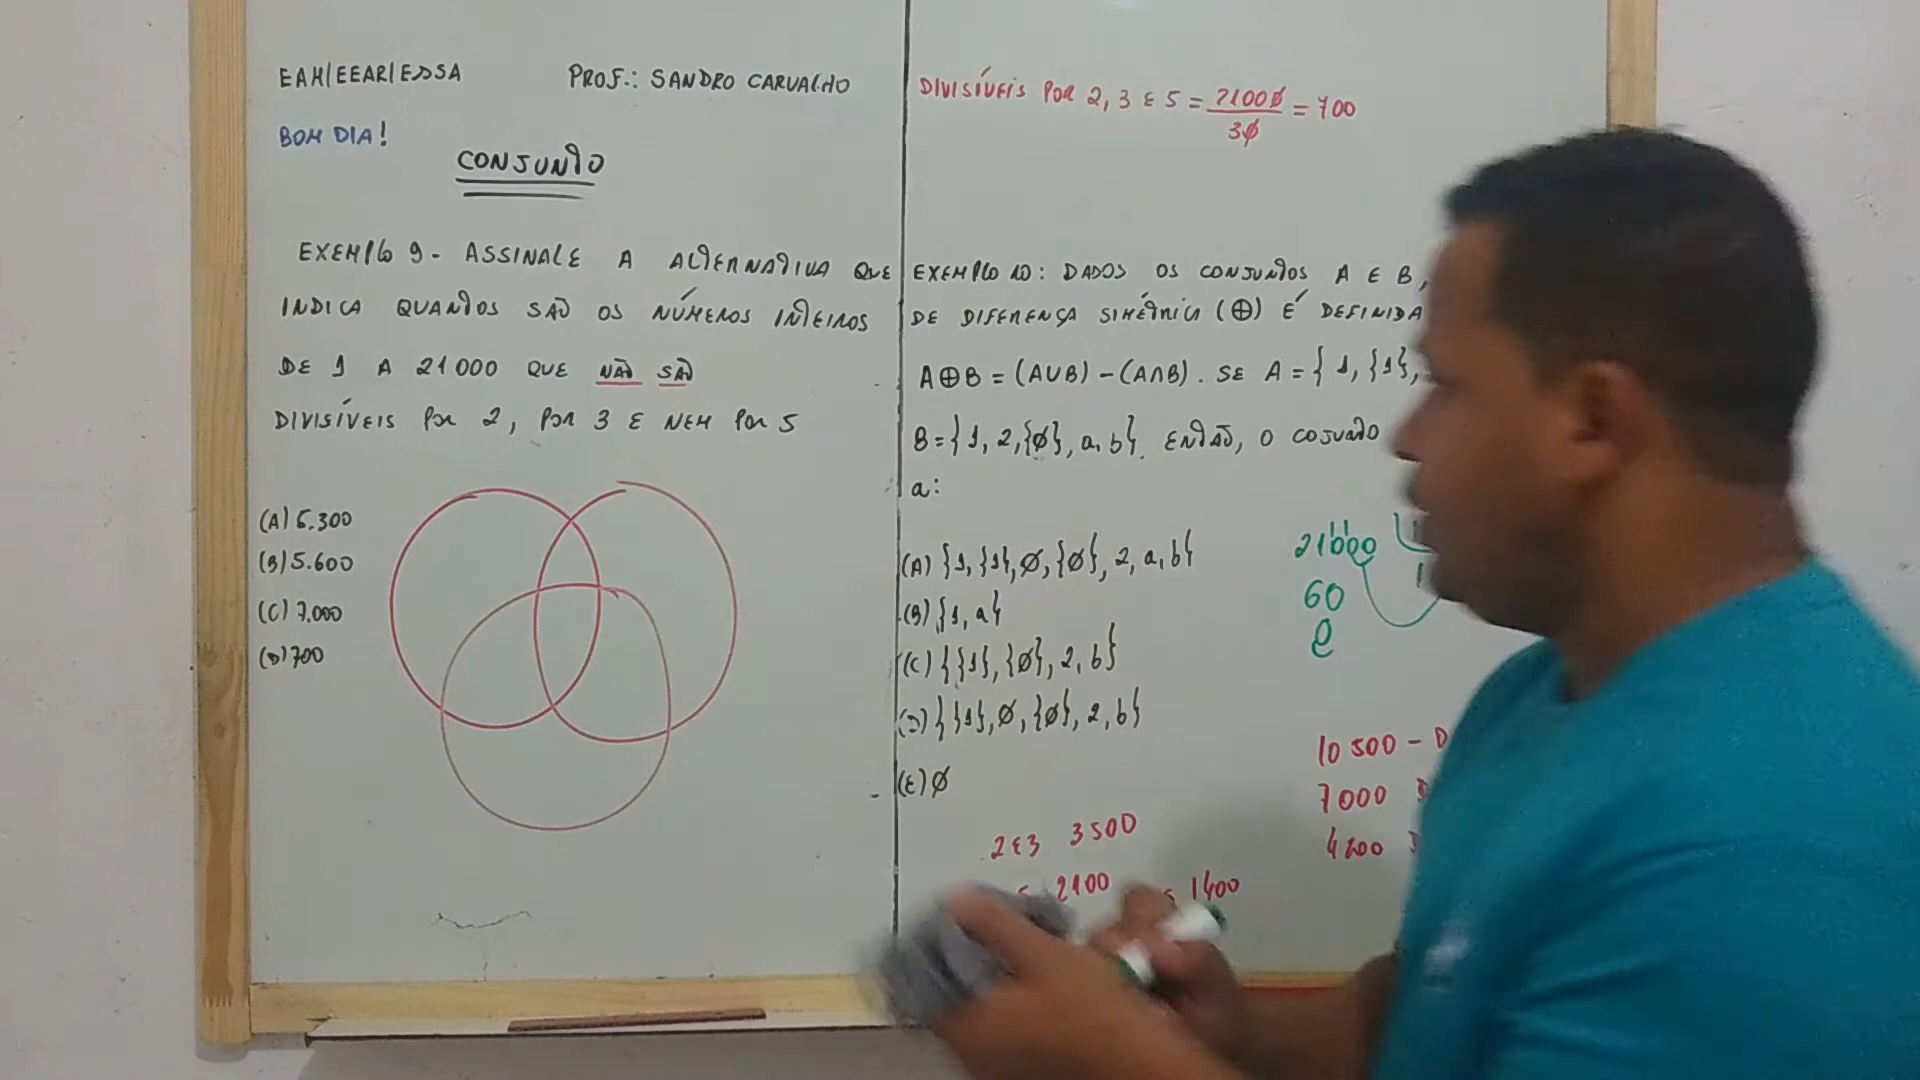 EAM/EEAR/ESSA
PROF.: SANDRO CARVALHO
BOM DIA!
CONJUNTO
EXEMPLO 9 - ASSINALE A ALTERNATIVA QUE
INDICA QUANTOS SÃO OS NÚMEROS INTEIROS
DE 1 A 21000 QUE NÃO SÃO
DIVISÍVEIS POR 2, POR 3 E NEM POR 5
(A) 5.300
(B) 5.600
(C) 7.000
(D) 700
DIVISÍVEIS POR 2, 3 E 5 = 21000/30 = 700
EXEMPLO 10: DADOS OS CONJUNTOS A E B,
DE DIFERENÇA SIMÉTRICA (⊕) É DEFINIDA
A⊕B = (A∪B) – (A∩B). SE A = { 1, {1},
B = { 1, 2, {∅}, a, b}. ENTÃO, O COJUNTO
a:
(A) {1, {1}, ∅, {∅}, 2, a, b}
(B) {1, a}
(C) { {1}, {∅}, 2, b}
(D) { {1}, ∅, {∅}, 2, b}
(E) ∅
21000
60
0
10 500 - D
7000 D
4200
2 E 3 3500
5 2100 5 1400